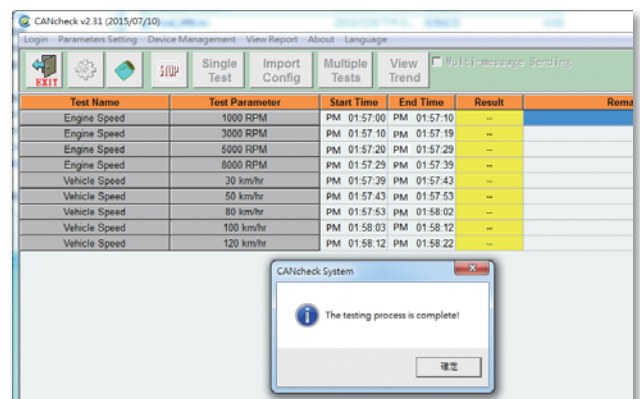 CANcheck v2.31 (2015/07/10)
Login Parameters Setting Device Management View Report About Language
EXIT STOP Single Test Import Config Multiple Tests View Trend Multi-message Sending
Test Name Test Parameter Start Time End Time Result Rema
Engine Speed 1000 RPM PM 01:57:00 PM 01:57:10 --
Engine Speed 3000 RPM PM 01:57:10 PM 01:57:19 --
Engine Speed 5000 RPM PM 01:57:20 PM 01:57:29 --
Engine Speed 8000 RPM PM 01:57:29 PM 01:57:39 --
Vehicle Speed 30 km/hr PM 01:57:39 PM 01:57:43 --
Vehicle Speed 50 km/hr PM 01:57:43 PM 01:57:53 --
Vehicle Speed 80 km/hr PM 01:57:53 PM 01:58:02 --
Vehicle Speed 100 km/hr PM 01:58:03 PM 01:58:12 --
Vehicle Speed 120 km/hr PM 01:58:12 PM 01:58:22 --
CANcheck System
The testing process is complete!
確定